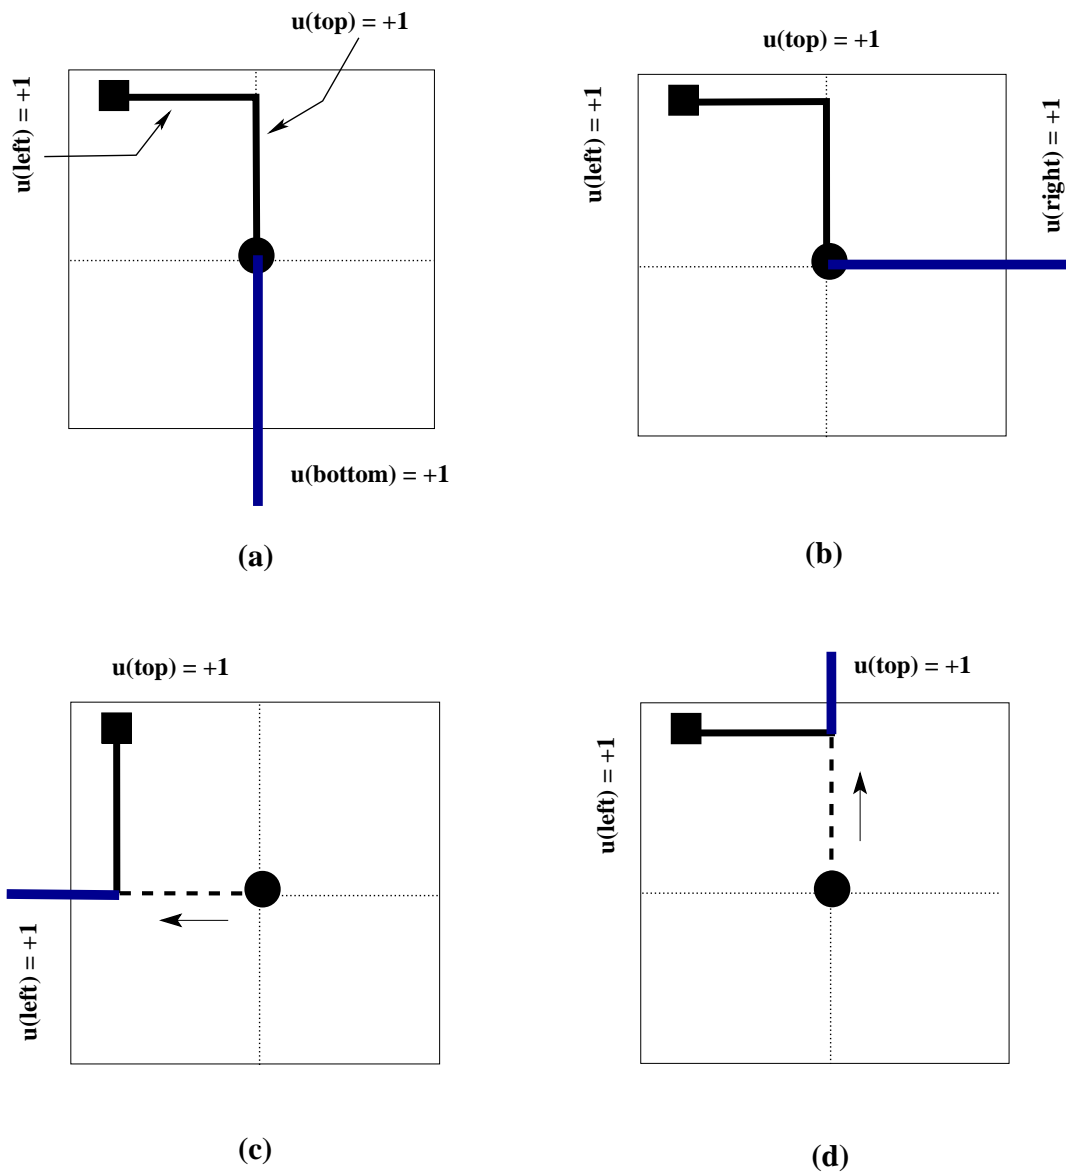 u(top) = +1
u(left) = +1
u(bottom) = +1
(a)
u(top) = +1
u(left) = +1
u(right) = +1
(b)
u(top) = +1
u(left) = +1
(c)
u(top) = +1
u(left) = +1
(d)